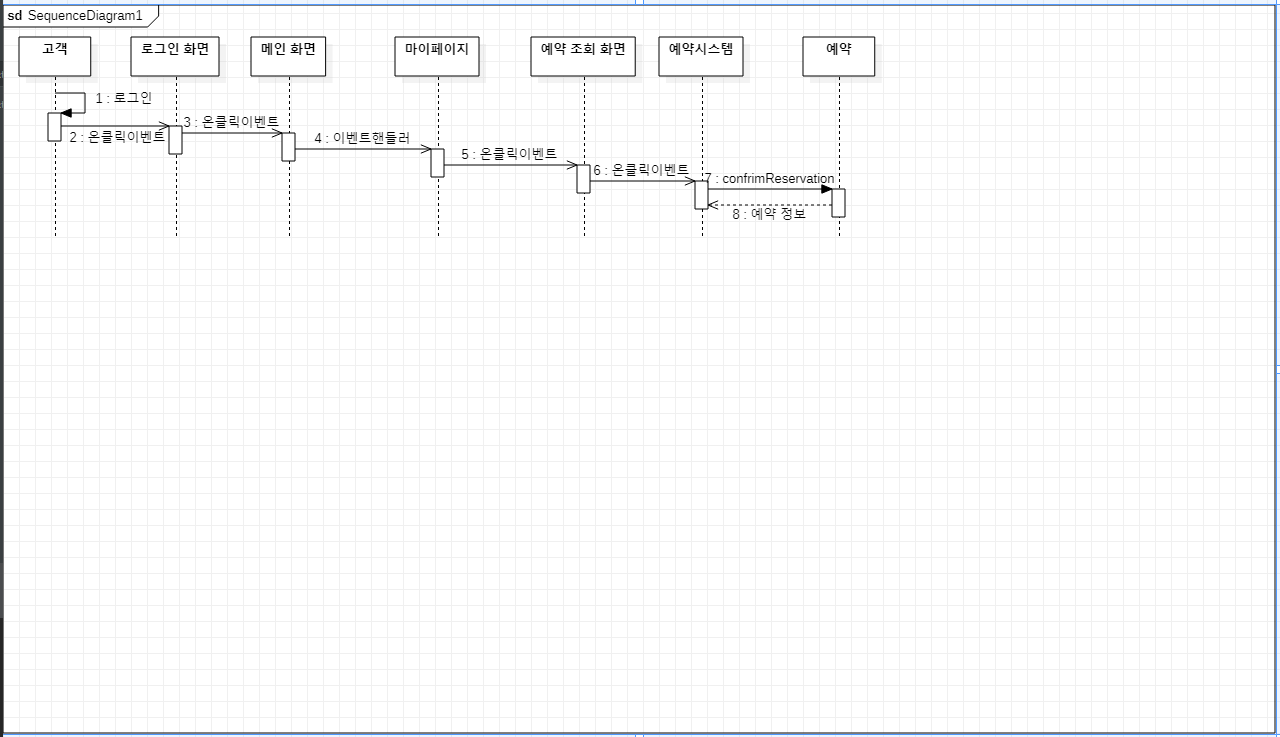 sd SequenceDiagram1
고객
로그인 화면
메인 화면
마이페이지
예약 조회 화면
예약시스템
예약
1 : 로그인
2 : 온클릭이벤트
3 : 온클릭이벤트
4 : 이벤트핸들러
5 : 온클릭이벤트
6 : 온클릭이벤트
7 : confrimReservation
8 : 예약 정보